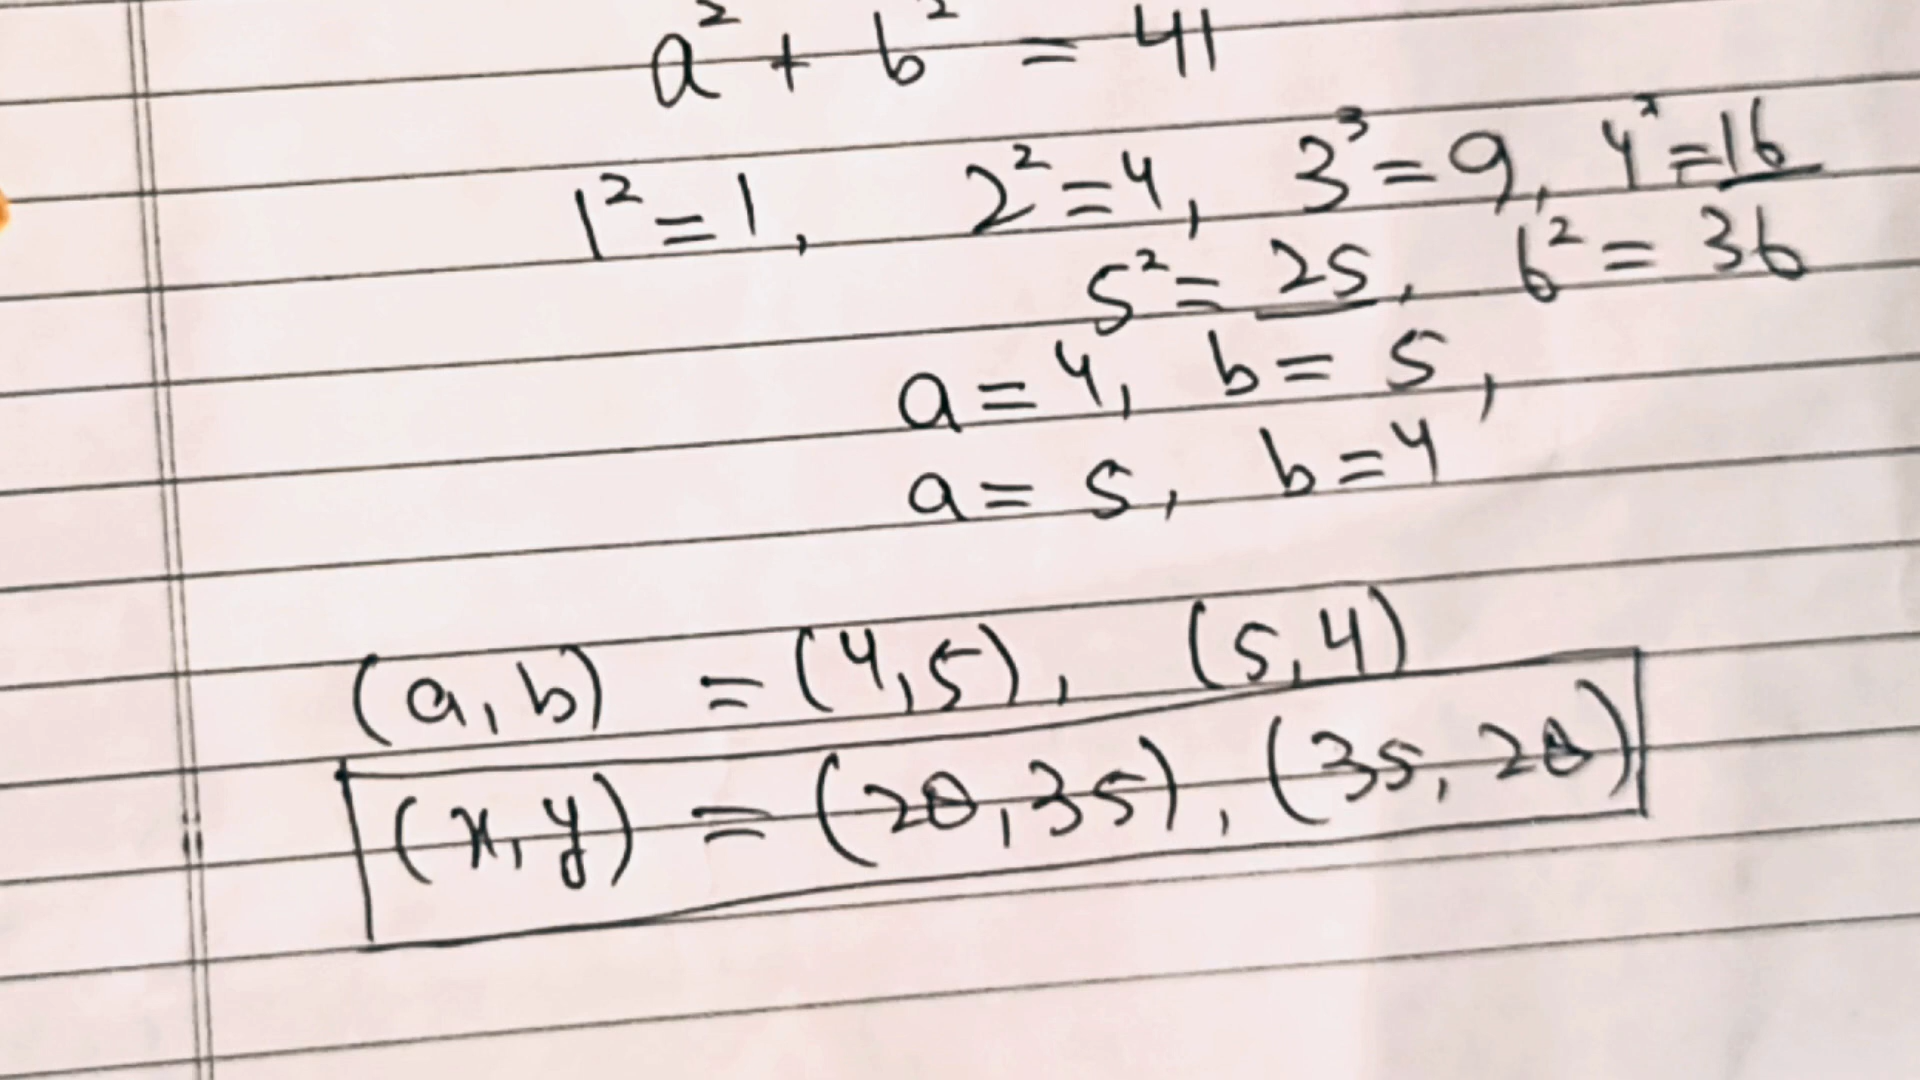 a² + b² = 41
1² = 1, 2² = 4, 3³ = 9, 4² = 16
5² = 25, 6² = 36
a = 4, b = 5,
a = 5, b = 4
(a, b) = (4, 5), (5, 4)
(x, y) = (20, 35), (35, 20)